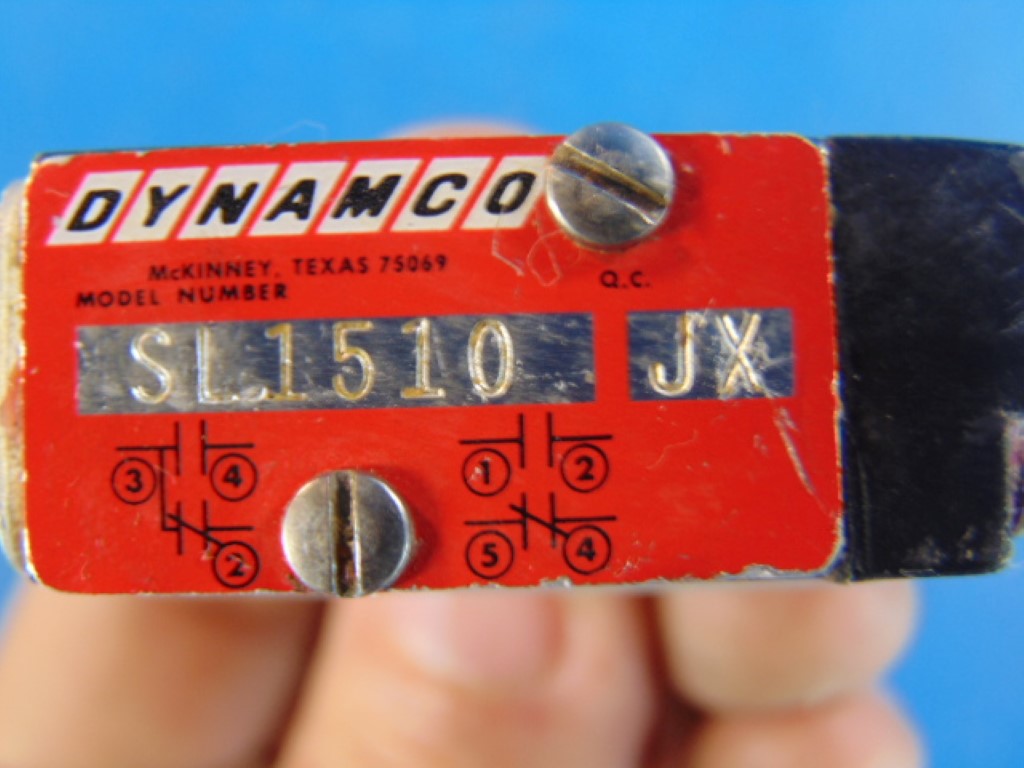 DYNAMCO
McKINNEY, TEXAS 75069
MODEL NUMBER
Q.C.
SL1510 JX
3 4 1 2
2 5 4